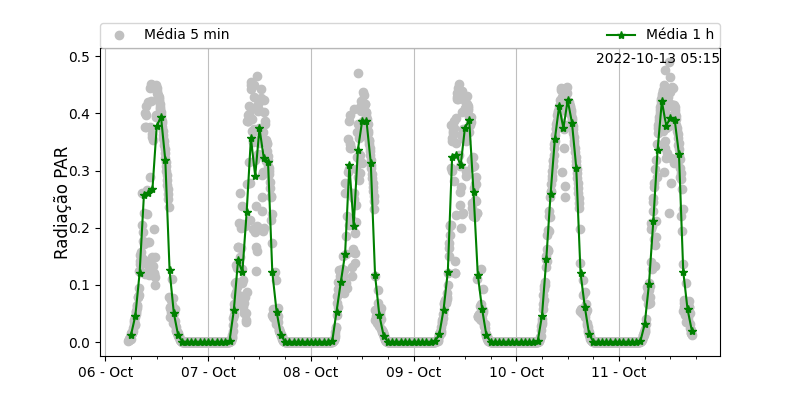 Média 5 min
Média 1 h
2022-10-13 05:15
Radiação PAR
0.5
0.4
0.3
0.2
0.1
0.0
06 - Oct
07 - Oct
08 - Oct
09 - Oct
10 - Oct
11 - Oct